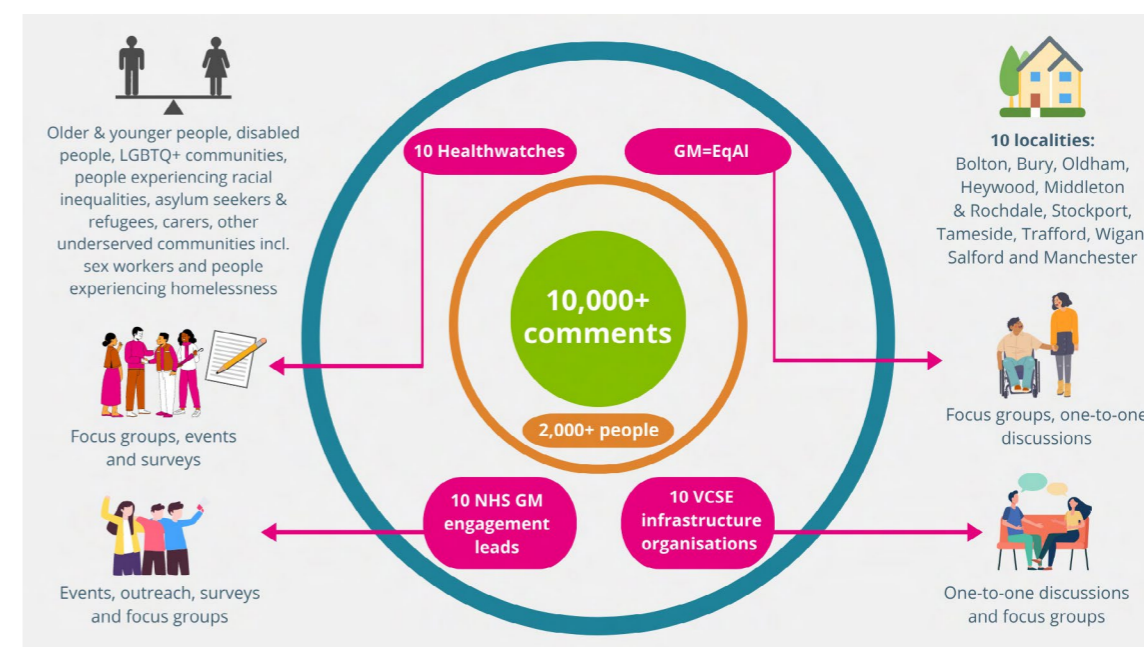 Older & younger people, disabled
people, LGBTQ+ communities,
people experiencing racial
inequalities, asylum seekers &
refugees, carers, other
underserved communities incl.
sex workers and people
experiencing homelessness
Focus groups, events
and surveys
Events, outreach, surveys
and focus groups
10 Healthwatches
GM=EqAl
10,000+
comments
2,000+ people
10 NHS GM
engagement
leads
10 VCSE
infrastructure
organisations
10 localities:
Bolton, Bury, Oldham,
Heywood, Middleton
& Rochdale, Stockport,
Tameside, Trafford, Wigan
Salford and Manchester
Focus groups, one-to-one
discussions
One-to-one discussions
and focus groups